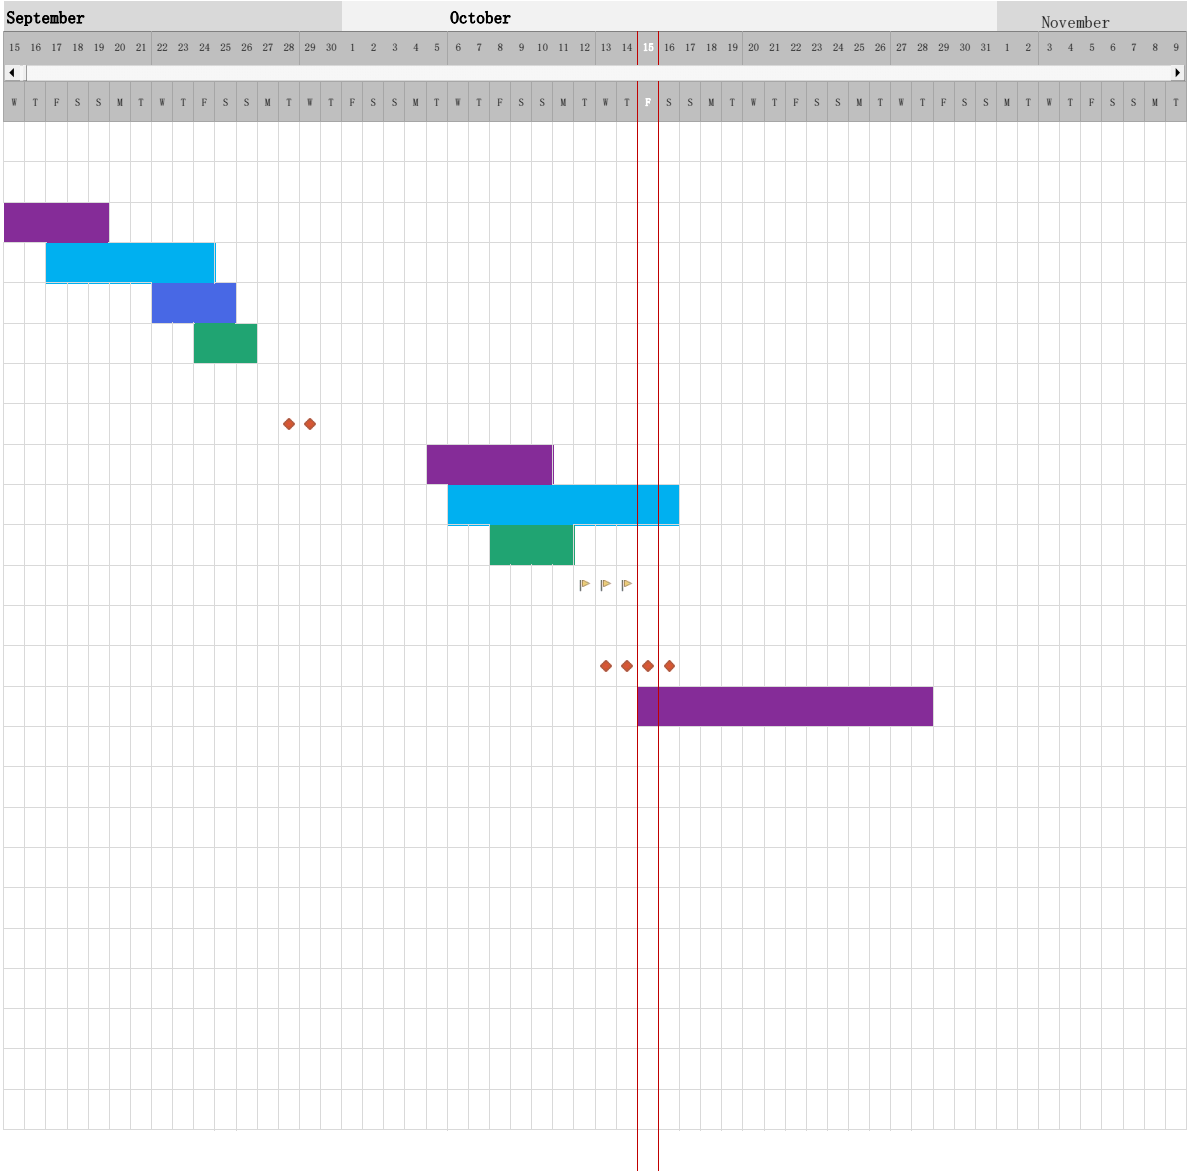 September October November
15 16 17 18 19 20 21 22 23 24 25 26 27 28 29 30 1 2 3 4 5 6 7 8 9 10 11 12 13 14 15 16 17 18 19 20 21 22 23 24 25 26 27 28 29 30 31 1 2 3 4 5 6 7 8 9
W T F S S M T W T F S S M T W T F S S M T W T F S S M T W T F S S M T W T F S S M T W T F S S M T W T F S S M T